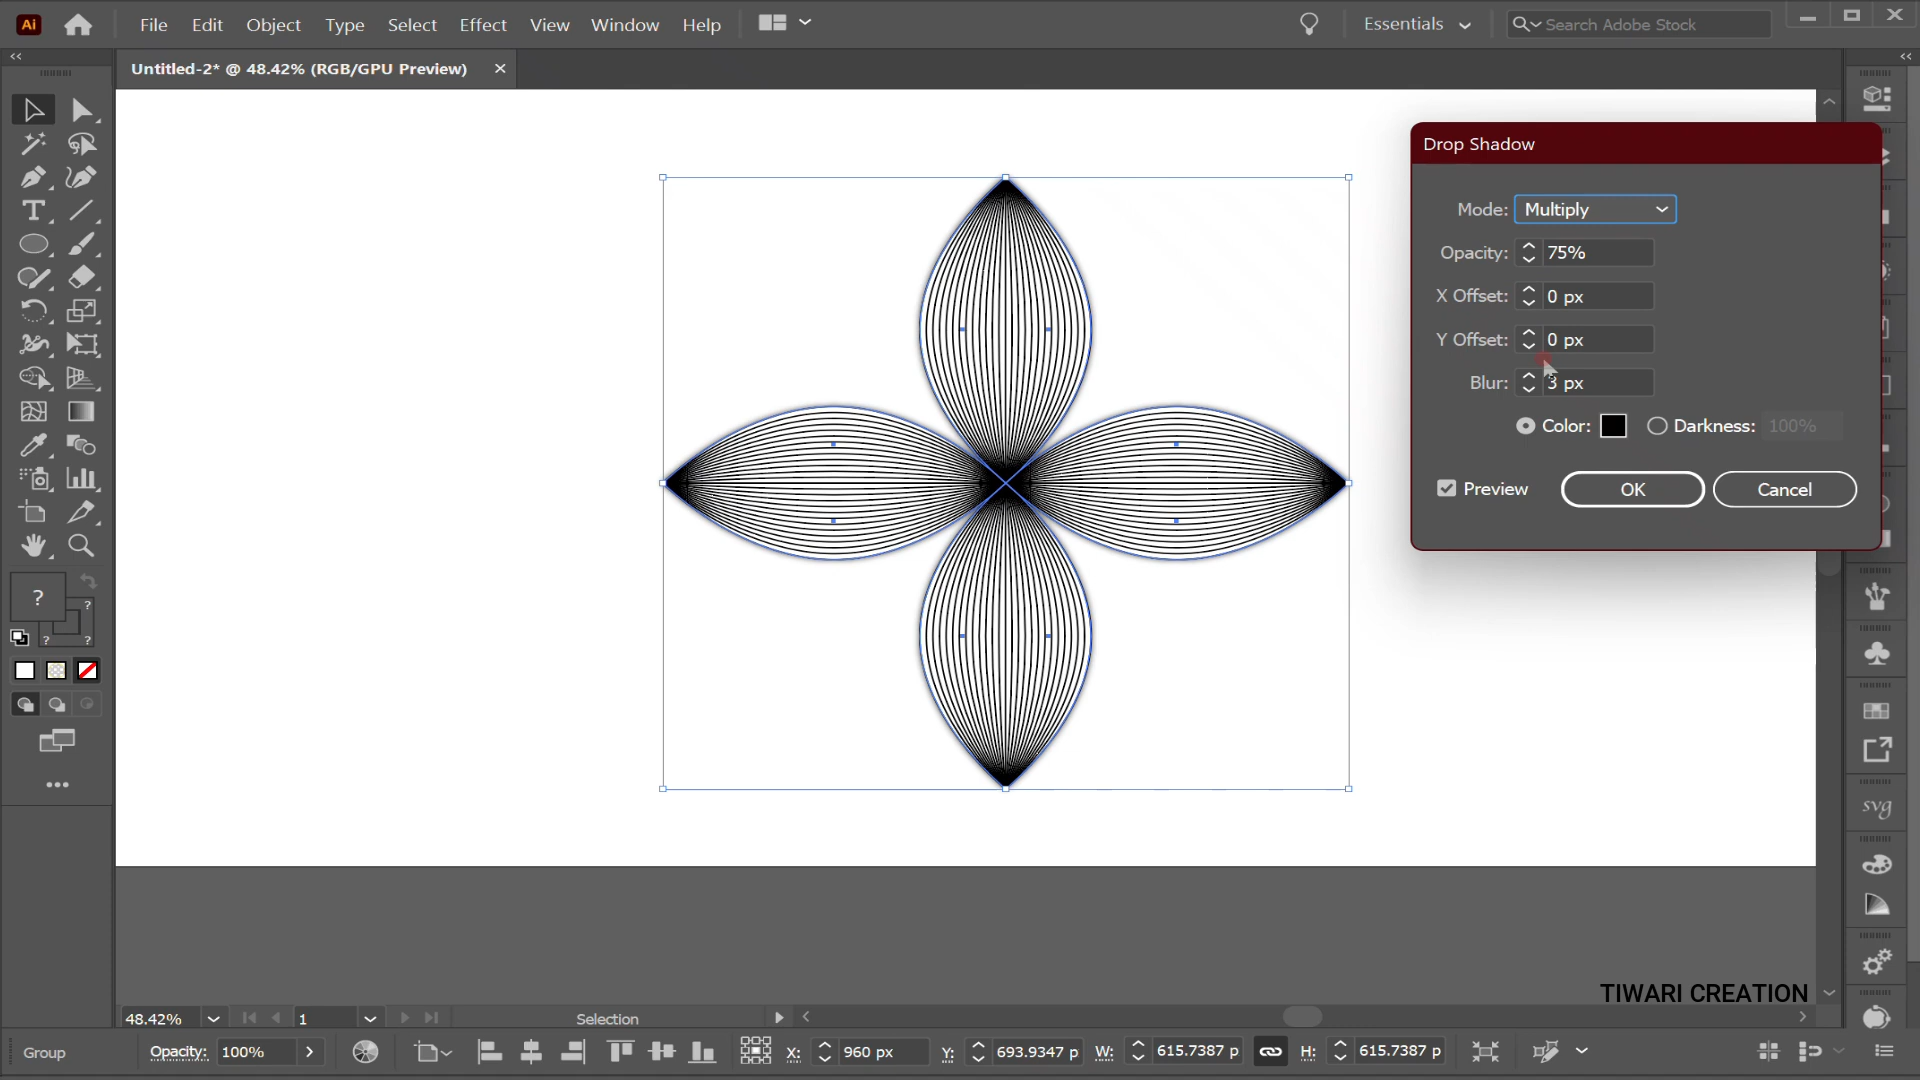 Ai File Edit Object Type Select Effect View Window Help Essentials Search Adobe Stock
Untitled-2* @ 48.42% (RGB/GPU Preview)
Drop Shadow
Mode: Multiply
Opacity: 75%
X Offset: 0 px
Y Offset: 0 px
Blur: 3 px
Color: Darkness: 100%
Preview OK Cancel
? ?
? ?
svg
TIWARI CREATION
48.42% 1 Selection
Group Opacity: 100% X: 960 px Y: 693.9347 p W: 615.7387 p H: 615.7387 p